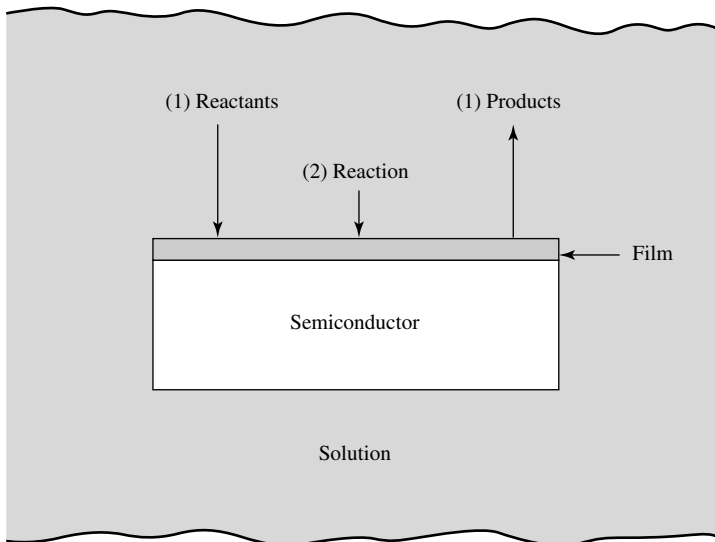 (1) Reactants
(1) Products
(2) Reaction
Film
Semiconductor
Solution